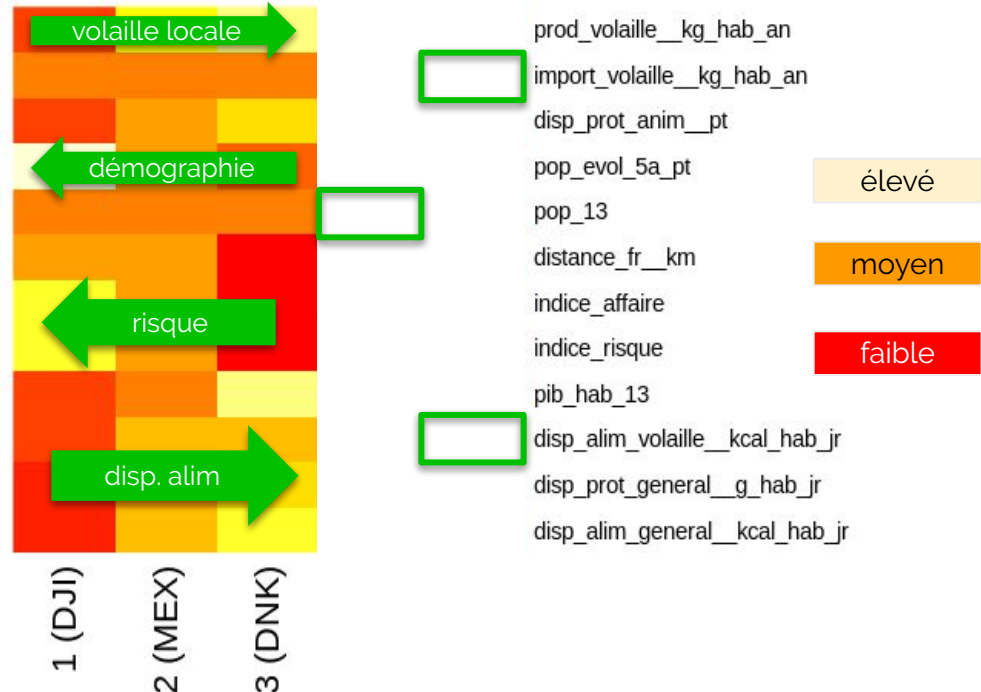 volaille locale
prod_volaille__kg_hab_an
import_volaille__kg_hab_an
disp_prot_anim__pt
démographie
pop_evol_5a_pt
élevé
pop_13
distance_fr__km
moyen
indice_affaire
risque
indice_risque
faible
pib_hab_13
disp_alim_volaille__kcal_hab_jr
disp. alim
disp_prot_general__g_hab_jr
disp_alim_general__kcal_hab_jr
1 (DJI)
2 (MEX)
3 (DNK)